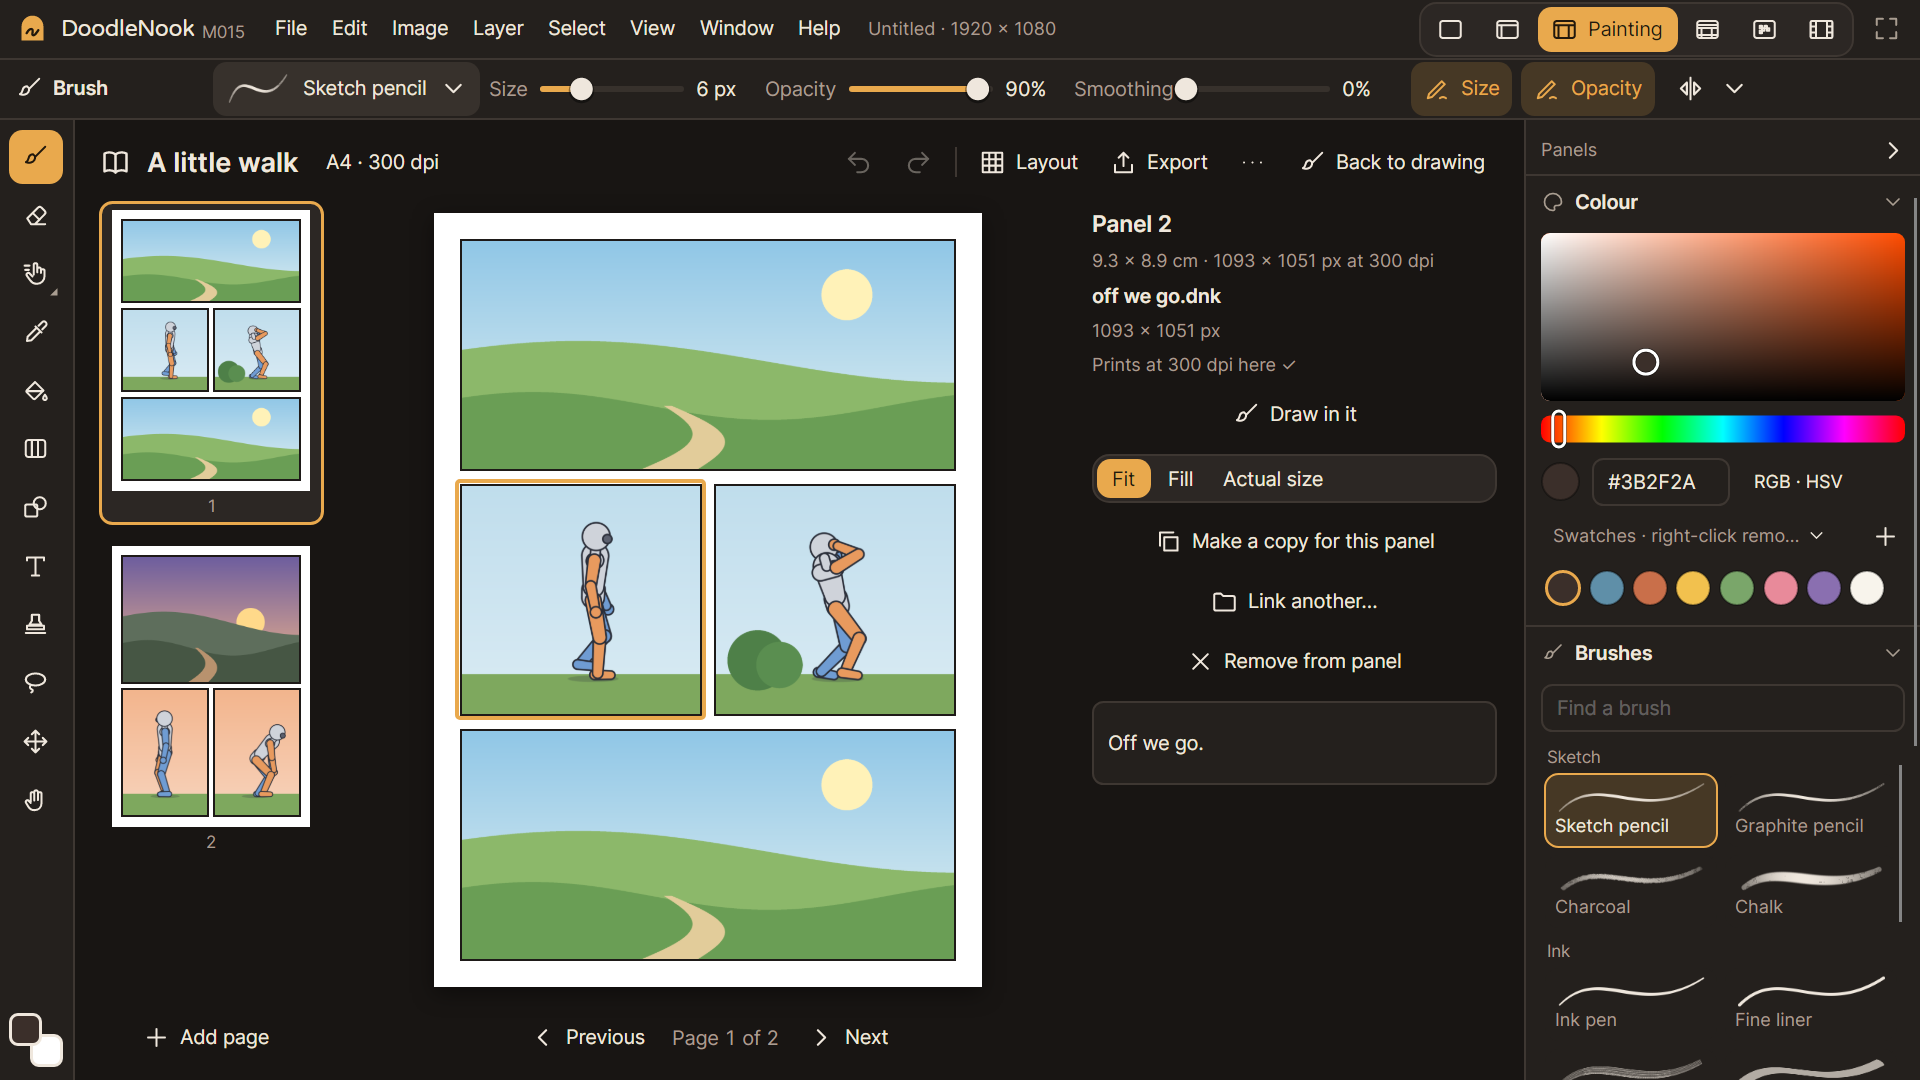 DoodleNook M015 File Edit Image Layer Select View Window Help Untitled · 1920 × 1080 Painting
Brush Sketch pencil Size 6 px Opacity 90% Smoothing 0% Size Opacity
A little walk A4 · 300 dpi Layout Export ··· Back to drawing
1
2
Add page
Previous Page 1 of 2 Next
Panel 2
9.3 × 8.9 cm · 1093 × 1051 px at 300 dpi
off we go.dnk
1093 × 1051 px
Prints at 300 dpi here ✓
Draw in it
Fit Fill Actual size
Make a copy for this panel
Link another...
Remove from panel
Off we go.
Panels
Colour
#3B2F2A RGB · HSV
Swatches · right-click remo...
Brushes
Find a brush
Sketch
Sketch pencil Graphite pencil
Charcoal Chalk
Ink
Ink pen Fine liner